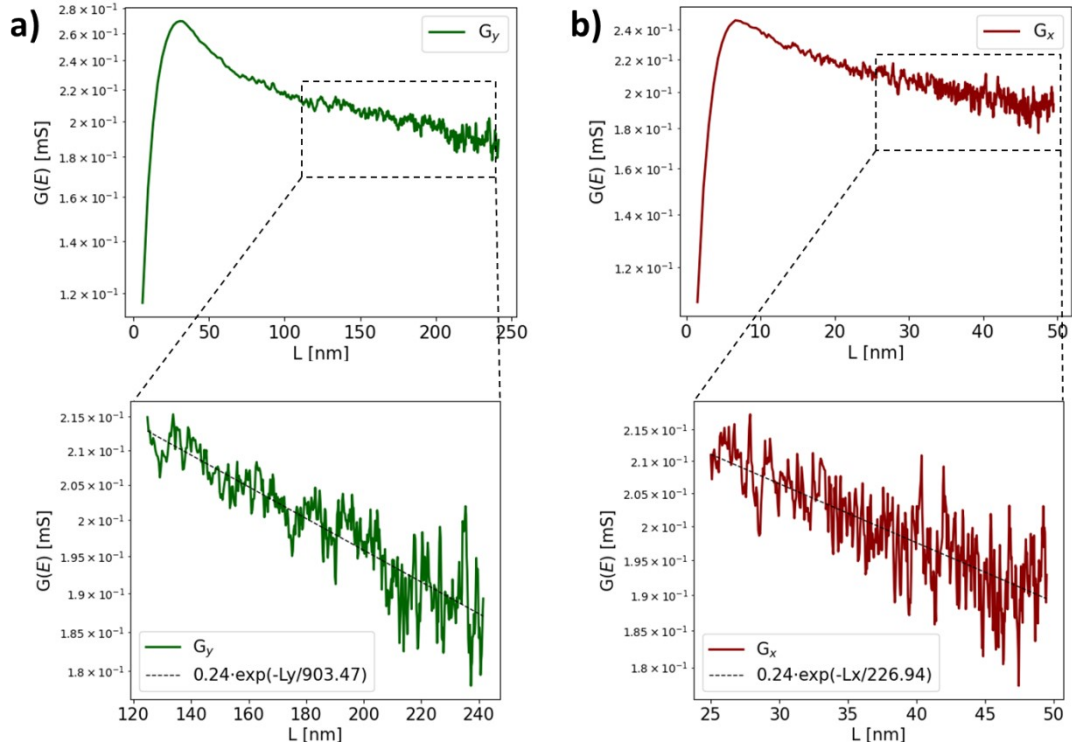 a)
2.8 × 10⁻¹
2.6 × 10⁻¹
2.4 × 10⁻¹
2.2 × 10⁻¹
2 × 10⁻¹
1.8 × 10⁻¹
1.6 × 10⁻¹
1.4 × 10⁻¹
1.2 × 10⁻¹
G(E) [mS]
Gy
0 50 100 150 200 250
L [nm]
b)
2.4 × 10⁻¹
2.2 × 10⁻¹
2 × 10⁻¹
1.8 × 10⁻¹
1.6 × 10⁻¹
1.4 × 10⁻¹
1.2 × 10⁻¹
G(E) [mS]
Gx
0 10 20 30 40 50
L [nm]
2.15 × 10⁻¹
2.1 × 10⁻¹
2.05 × 10⁻¹
2 × 10⁻¹
1.95 × 10⁻¹
1.9 × 10⁻¹
1.85 × 10⁻¹
1.8 × 10⁻¹
G(E) [mS]
Gy
0.24·exp(-Ly/903.47)
120 140 160 180 200 220 240
L [nm]
2.15 × 10⁻¹
2.1 × 10⁻¹
2.05 × 10⁻¹
2 × 10⁻¹
1.95 × 10⁻¹
1.9 × 10⁻¹
1.85 × 10⁻¹
1.8 × 10⁻¹
G(E) [mS]
Gx
0.24·exp(-Lx/226.94)
25 30 35 40 45 50
L [nm]